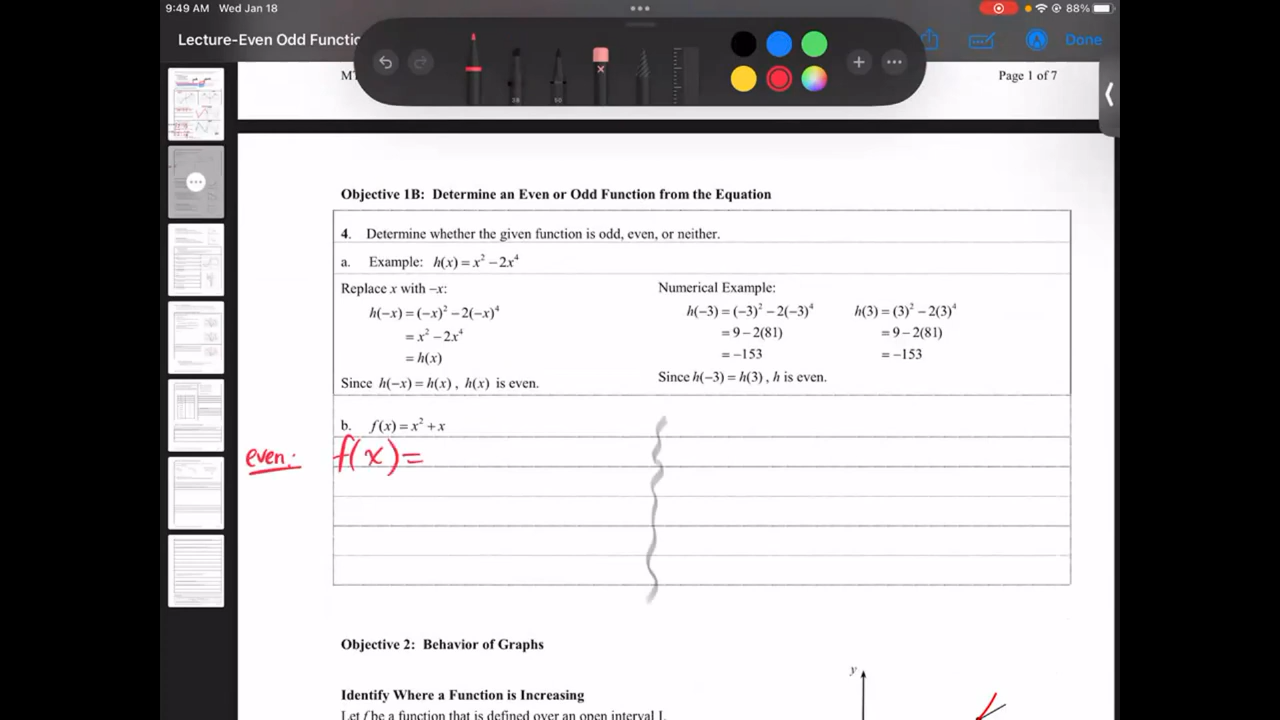 9:49 AM Wed Jan 18
88%
Lecture-Even Odd Functio
Done
Page 1 of 7
Objective 1B: Determine an Even or Odd Function from the Equation
4. Determine whether the given function is odd, even, or neither.
a. Example: h(x) = x² − 2x⁴
Replace x with −x:
h(−x) = (−x)² − 2(−x)⁴
= x² − 2x⁴
= h(x)
Since h(−x) = h(x), h(x) is even.
Numerical Example:
h(−3) = (−3)² − 2(−3)⁴
= 9 − 2(81)
= −153
h(3) = (3)² − 2(3)⁴
= 9 − 2(81)
= −153
Since h(−3) = h(3), h is even.
b. f(x) = x² + x
even: f(x) =
Objective 2: Behavior of Graphs
y
Identify Where a Function is Increasing
Let f be a function that is defined over an open interval I.